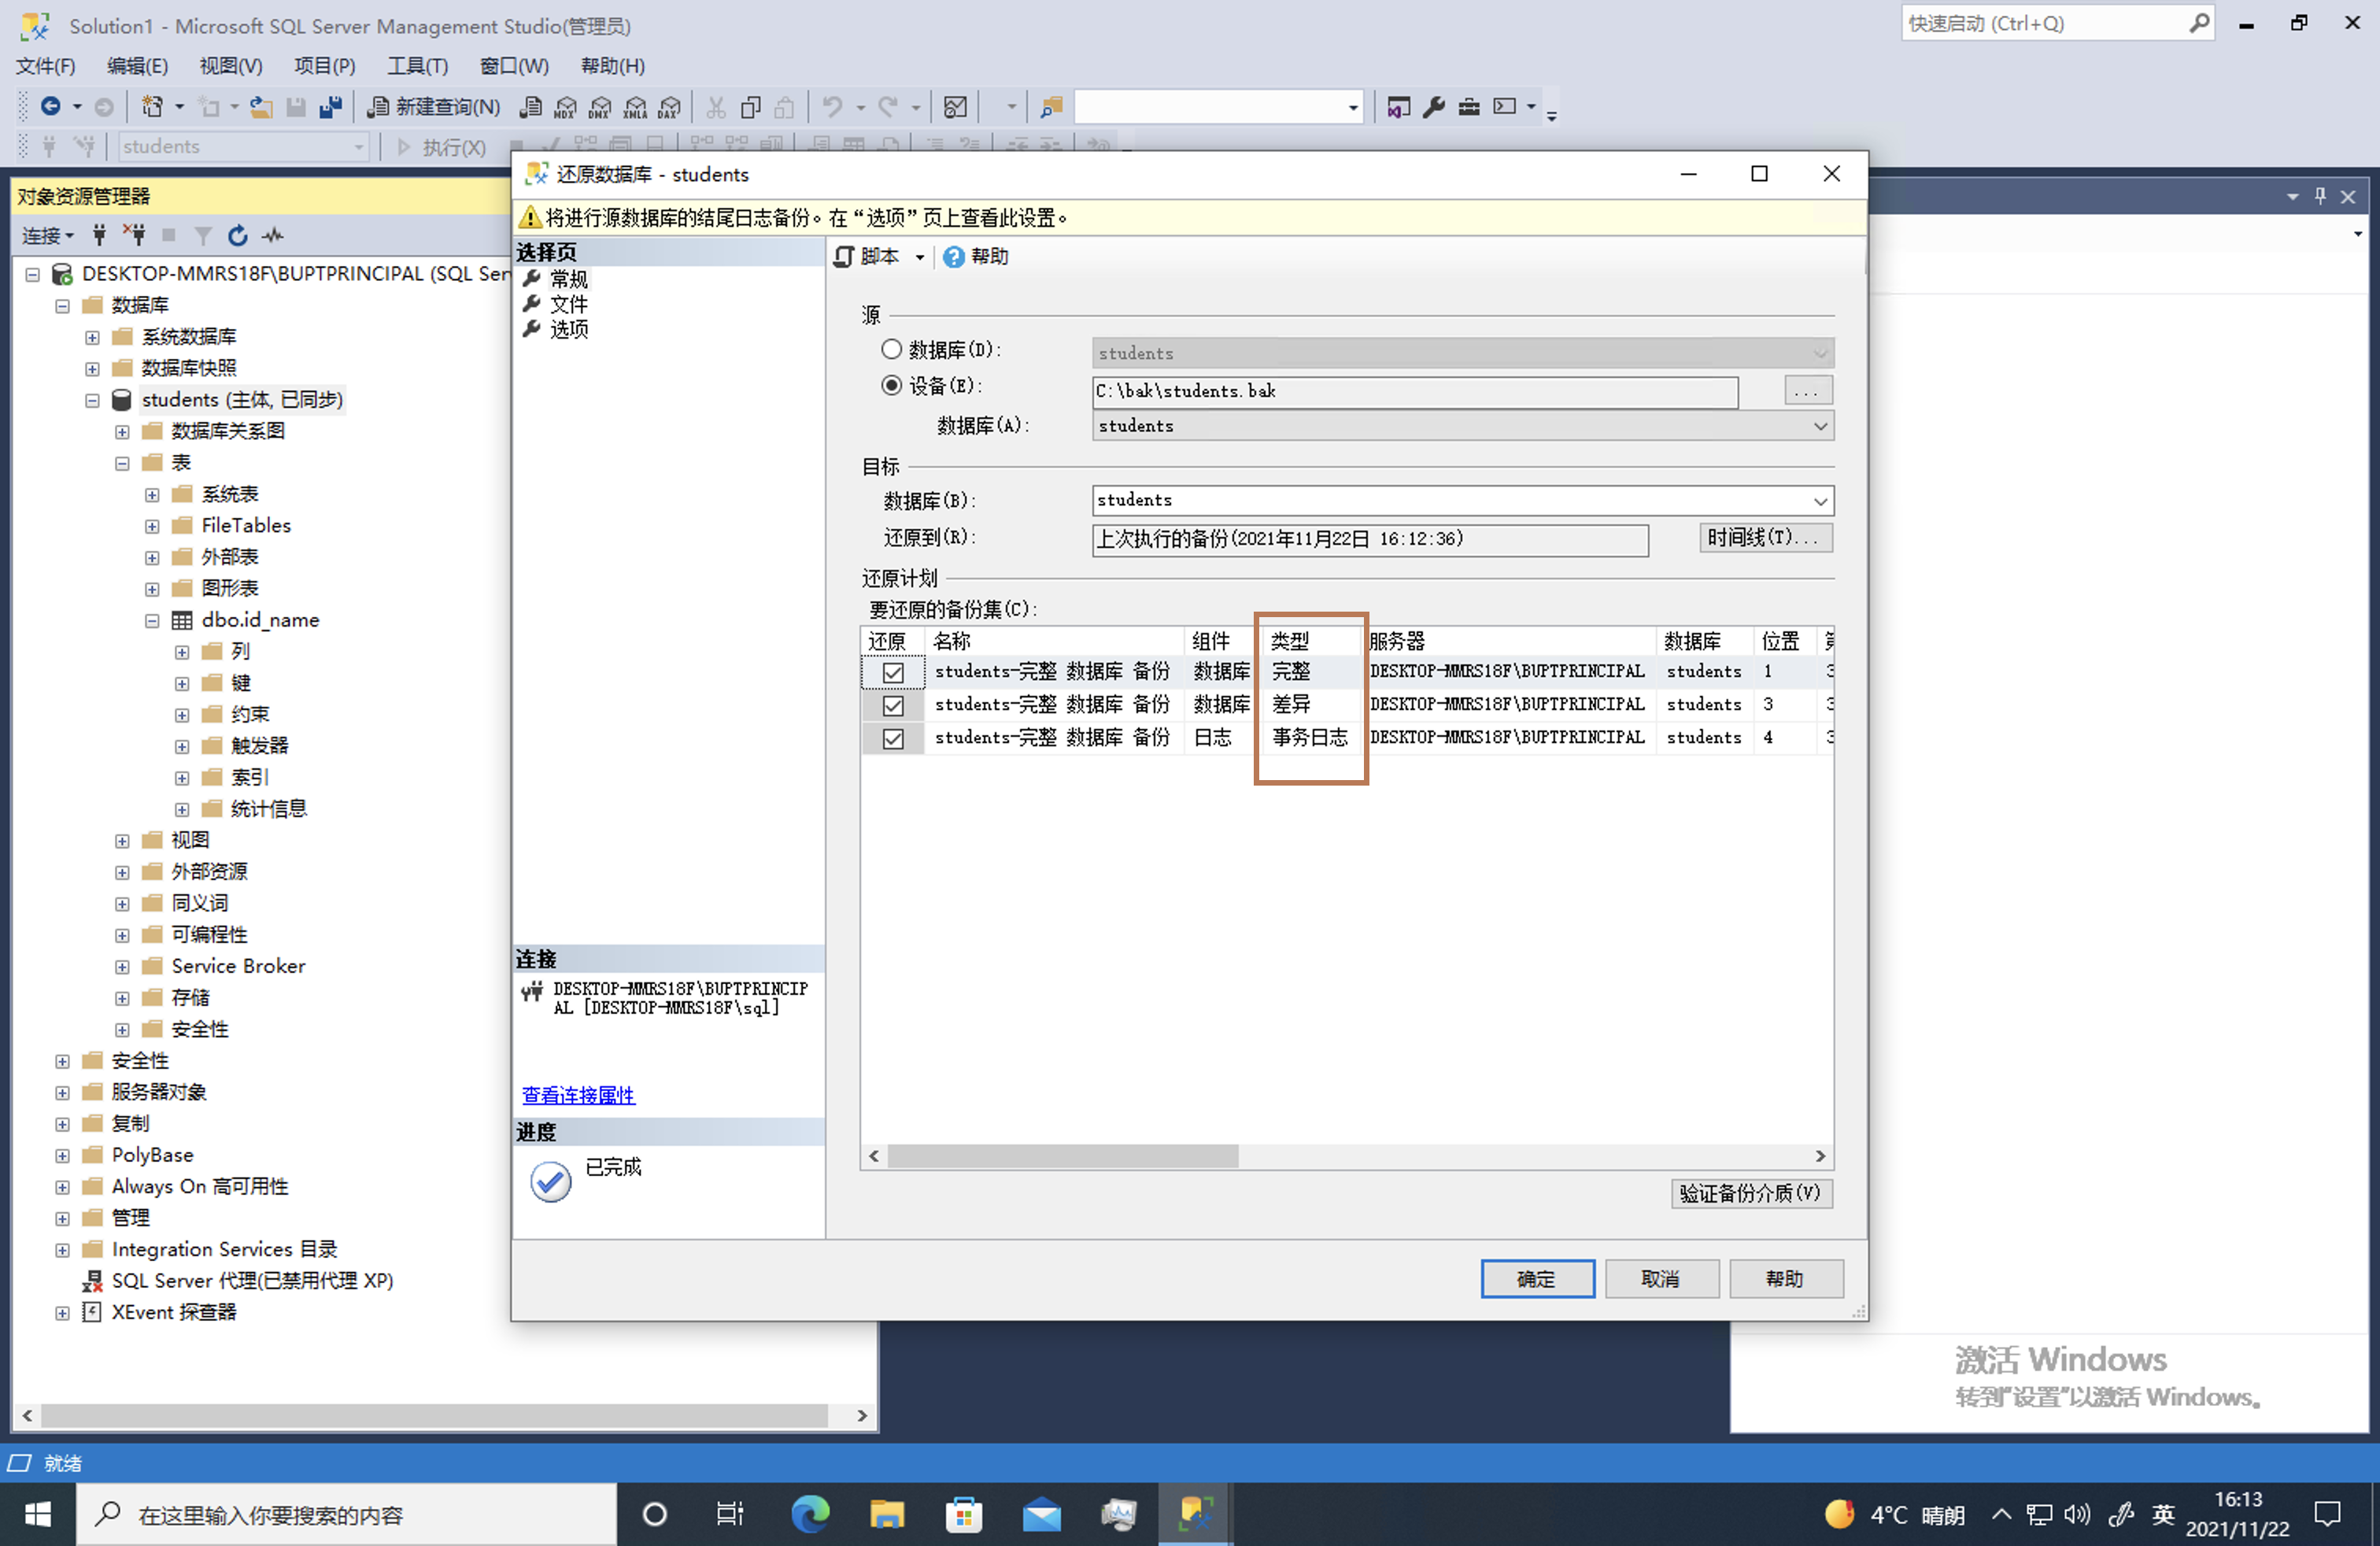 Solution1 - Microsoft SQL Server Management Studio(管理员)
快速启动 (Ctrl+Q)
文件(F) 编辑(E) 视图(V) 项目(P) 工具(T) 窗口(W) 帮助(H)
新建查询(N) MDX DMX XMLA DAX
students 执行(X)
对象资源管理器
连接
DESKTOP-MMRS18F\BUPTPRINCIPAL (SQL Ser
数据库
系统数据库
数据库快照
students (主体, 已同步)
数据库关系图
表
系统表
FileTables
外部表
图形表
dbo.id_name
列
键
约束
触发器
索引
统计信息
视图
外部资源
同义词
可编程性
Service Broker
存储
安全性
安全性
服务器对象
复制
PolyBase
Always On 高可用性
管理
Integration Services 目录
SQL Server 代理(已禁用代理 XP)
XEvent 探查器
还原数据库 - students
将进行源数据库的结尾日志备份。在“选项”页上查看此设置。
选择页
常规
文件
选项
脚本 帮助
源
数据库(D): students
设备(E): C:\bak\students.bak ...
数据库(A): students
目标
数据库(B): students
还原到(R): 上次执行的备份(2021年11月22日 16:12:36) 时间线(T)...
还原计划
要还原的备份集(C):
还原 名称 组件 类型 服务器 数据库 位置
students-完整 数据库 备份 数据库 完整 DESKTOP-MMRS18F\BUPTPRINCIPAL students 1
students-完整 数据库 备份 数据库 差异 DESKTOP-MMRS18F\BUPTPRINCIPAL students 3
students-完整 数据库 备份 日志 事务日志 DESKTOP-MMRS18F\BUPTPRINCIPAL students 4
连接
DESKTOP-MMRS18F\BUPTPRINCIP
AL [DESKTOP-MMRS18F\sql]
查看连接属性
进度
已完成
验证备份介质(V)
确定 取消 帮助
激活 Windows
转到"设置"以激活 Windows。
就绪
在这里输入你要搜索的内容
4°C 晴朗 英
16:13
2021/11/22